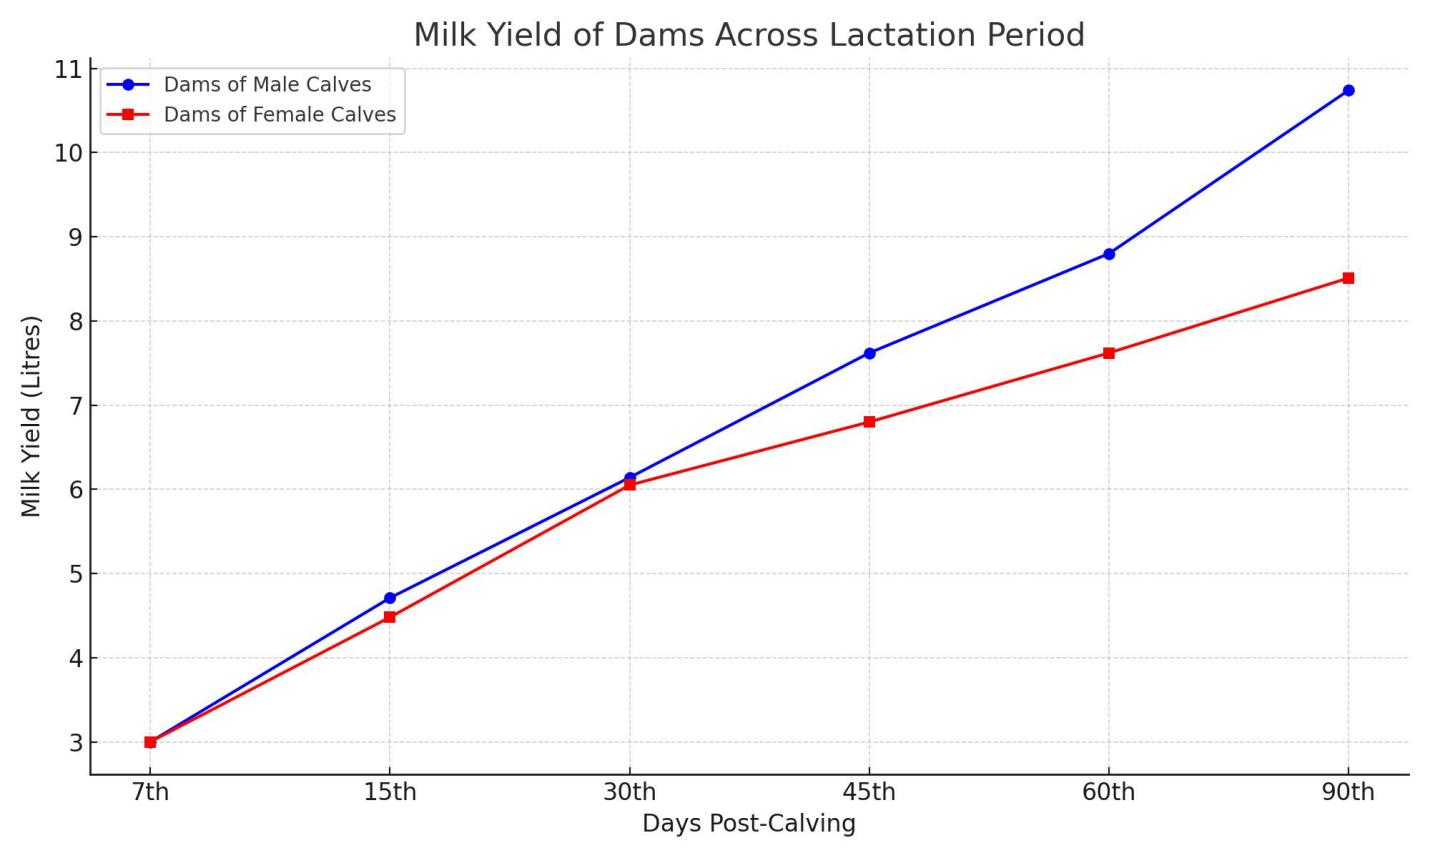 Milk Yield of Dams Across Lactation Period
Dams of Male Calves
Dams of Female Calves
Milk Yield (Litres)
11
10
9
8
7
6
5
4
3
7th 15th 30th 45th 60th 90th
Days Post-Calving